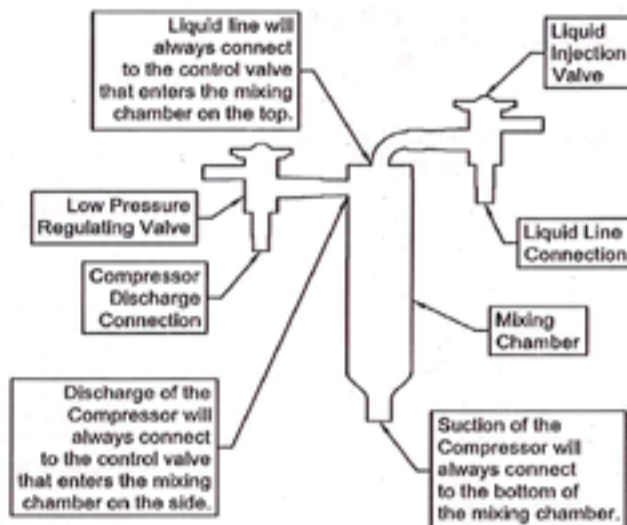 Liquid line will
always connect
to the control valve
that enters the mixing
chamber on the top.
Liquid
Injection
Valve
Low Pressure
Regulating Valve
Liquid Line
Connection
Compressor
Discharge
Connection
Mixing
Chamber
Discharge of the
Compressor will
always connect
to the control valve
that enters the mixing
chamber on the side.
Suction of the
Compressor will
always connect
to the bottom of
the mixing chamber.